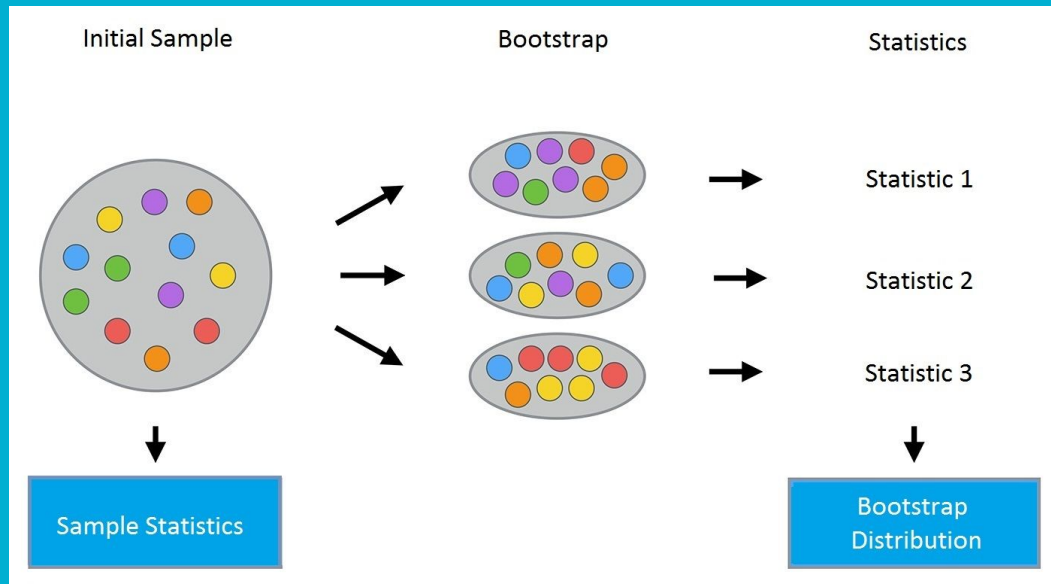 Initial Sample
Bootstrap
Statistics
Statistic 1
Statistic 2
Statistic 3
Sample Statistics
Bootstrap
Distribution